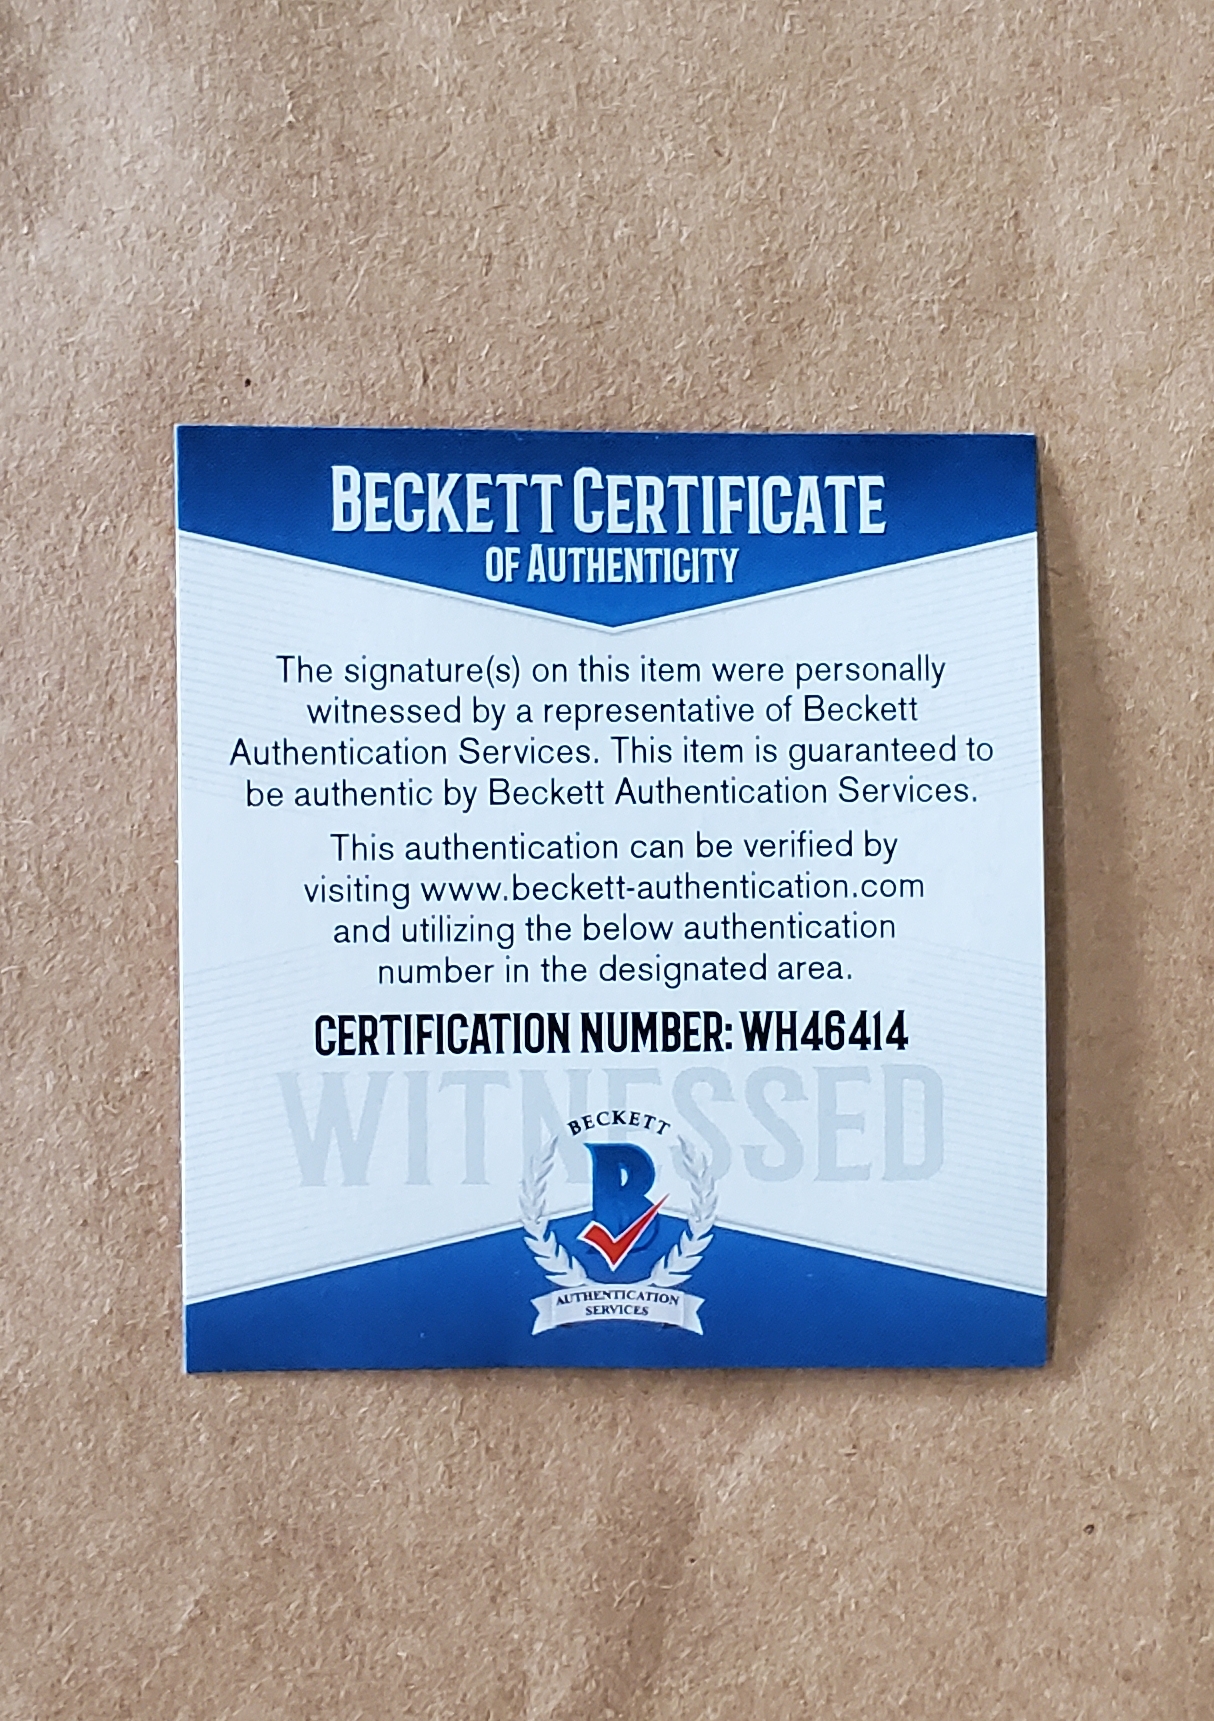 BECKETT CERTIFICATE
OF AUTHENTICITY
The signature(s) on this item were personally
witnessed by a representative of Beckett
Authentication Services. This item is guaranteed to
be authentic by Beckett Authentication Services.
This authentication can be verified by
visiting www.beckett-authentication.com
and utilizing the below authentication
number in the designated area.
CERTIFICATION NUMBER: WH46414
WITNESSED
BECKETT
B
AUTHENTICATION
SERVICES